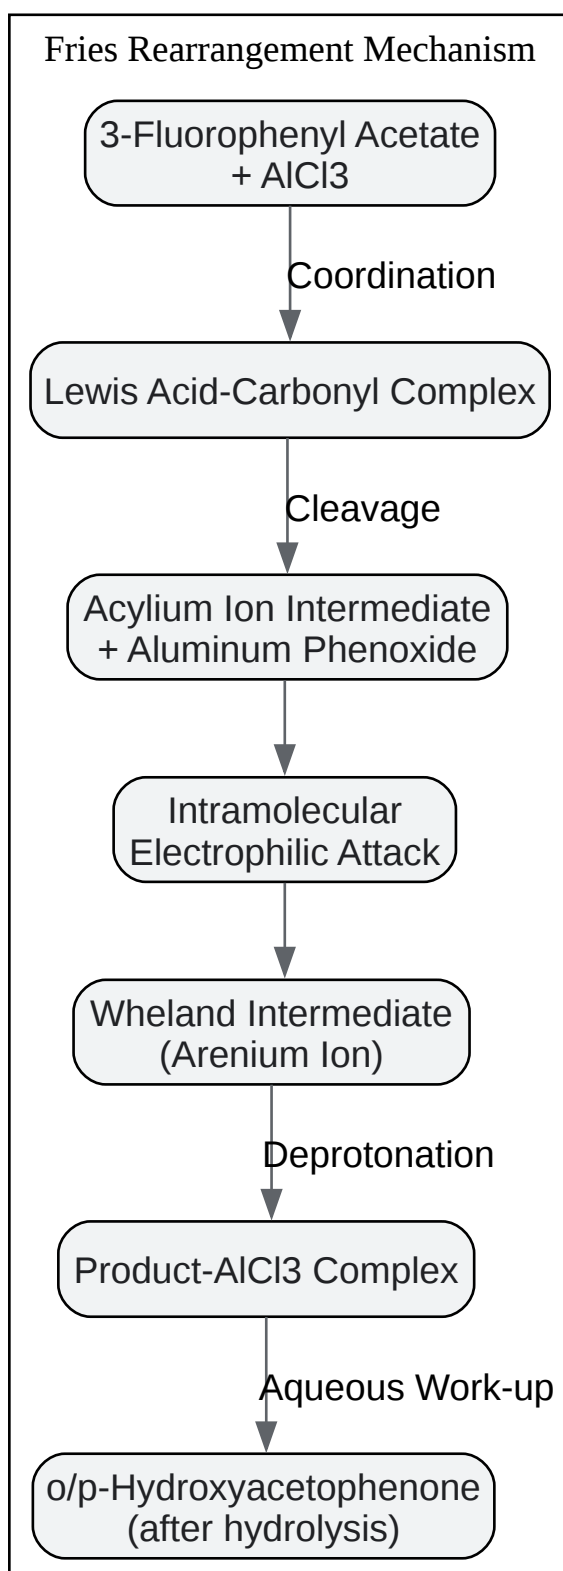 Fries Rearrangement Mechanism
3-Fluorophenyl Acetate
+ AlCl3
Coordination
Lewis Acid-Carbonyl Complex
Cleavage
Acylium Ion Intermediate
+ Aluminum Phenoxide
Intramolecular
Electrophilic Attack
Wheland Intermediate
(Arenium Ion)
Deprotonation
Product-AlCl3 Complex
Aqueous Work-up
o/p-Hydroxyacetophenone
(after hydrolysis)